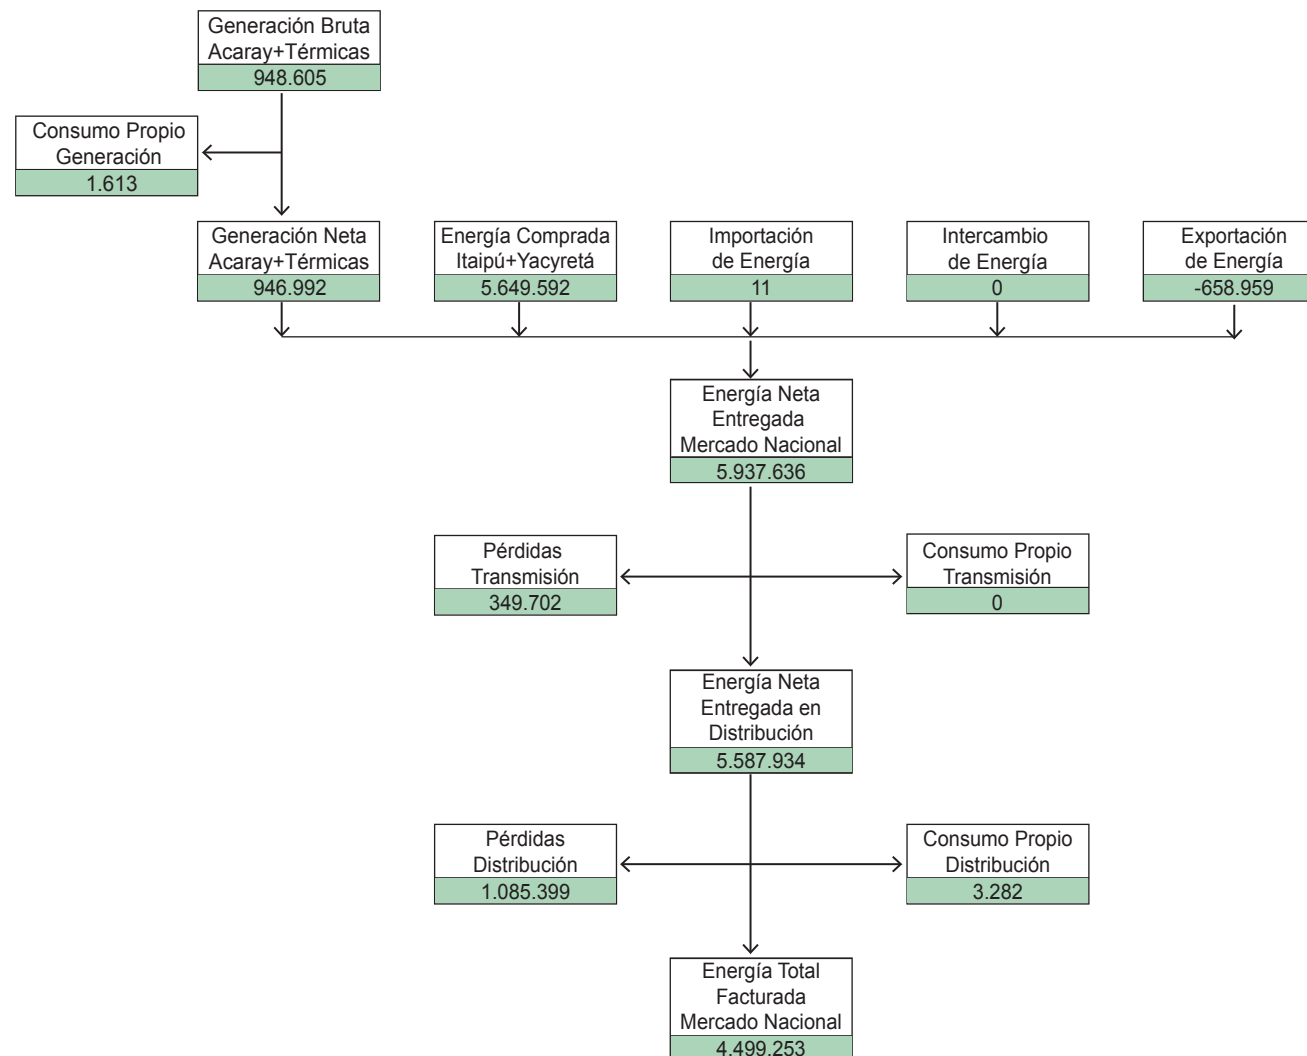 Generación Bruta
Acaray+Térmicas
948.605
Consumo Propio
Generación
1.613
Generación Neta
Acaray+Térmicas
946.992
Energía Comprada
Itaipú+Yacyretá
5.649.592
Importación
de Energía
11
Intercambio
de Energía
0
Exportación
de Energía
-658.959
Energía Neta
Entregada
Mercado Nacional
5.937.636
Pérdidas
Transmisión
349.702
Consumo Propio
Transmisión
0
Energía Neta
Entregada en
Distribución
5.587.934
Pérdidas
Distribución
1.085.399
Consumo Propio
Distribución
3.282
Energía Total
Facturada
Mercado Nacional
4.499.253